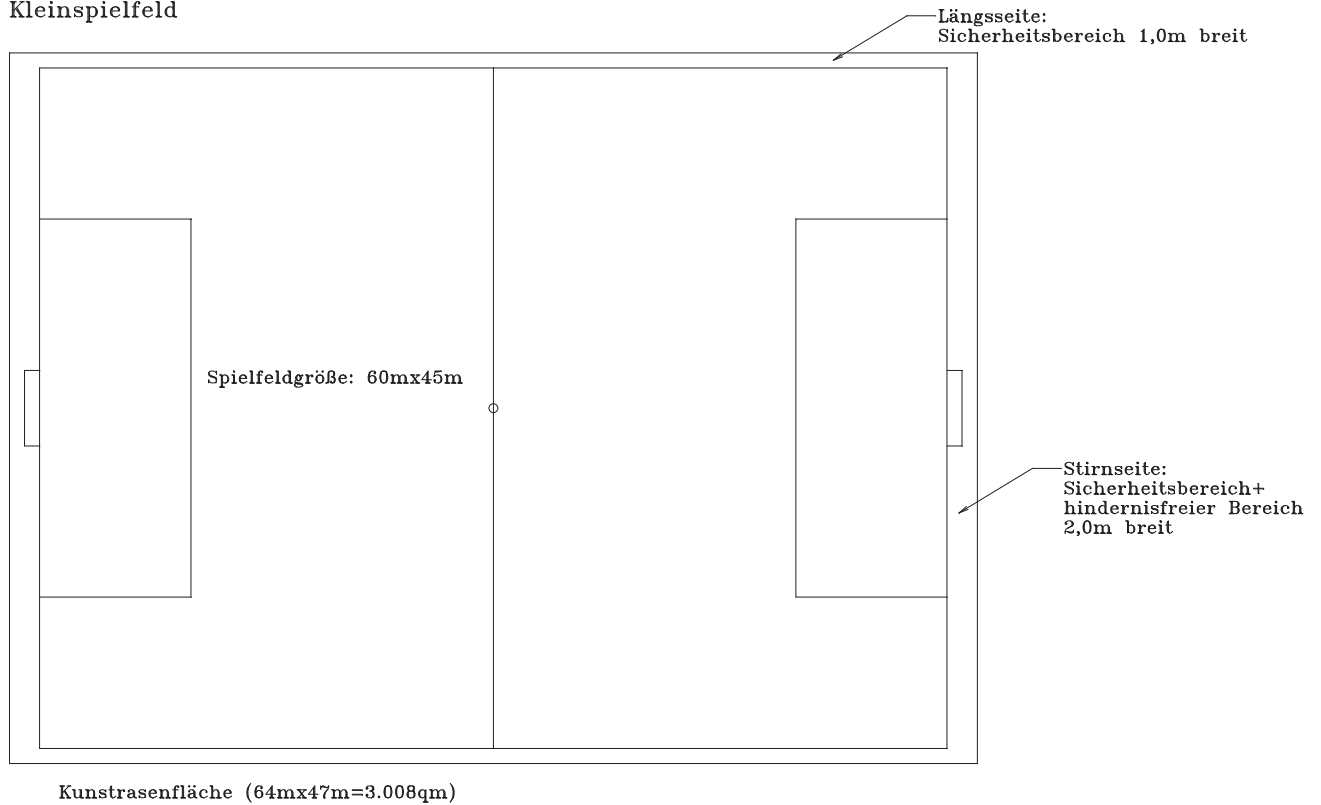 Kleinspielfeld
Längsseite:
Sicherheitsbereich 1,0m breit
Spielfeldgröße: 60mx45m
Stirnseite:
Sicherheitsbereich+
hindernisfreier Bereich
2,0m breit
Kunstrasenfläche (64mx47m=3.008qm)